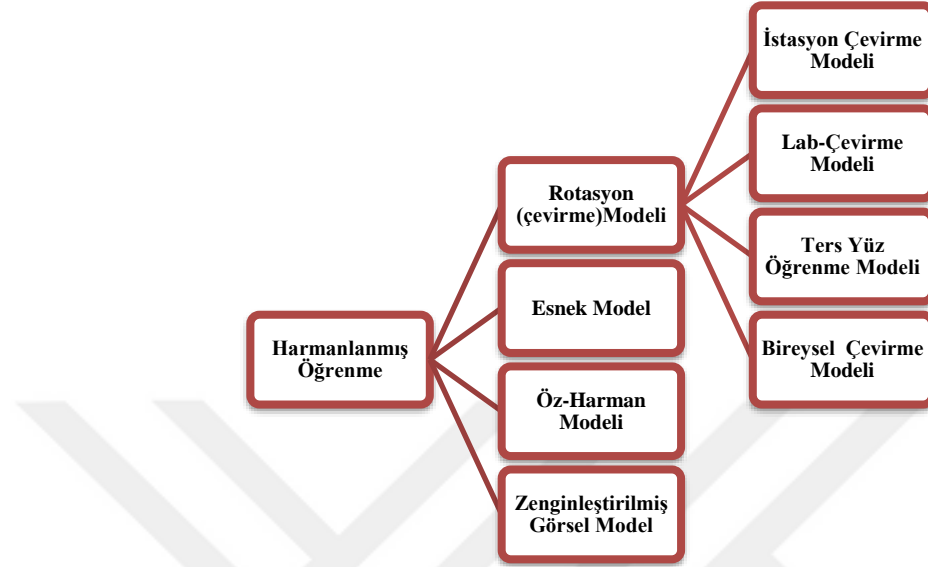 Harmanlanmış
Öğrenme
Rotasyon
(çevirme)Modeli
Esnek Model
Öz-Harman
Modeli
Zenginleştirilmiş
Görsel Model
İstasyon Çevirme
Modeli
Lab-Çevirme
Modeli
Ters Yüz
Öğrenme Modeli
Bireysel Çevirme
Modeli